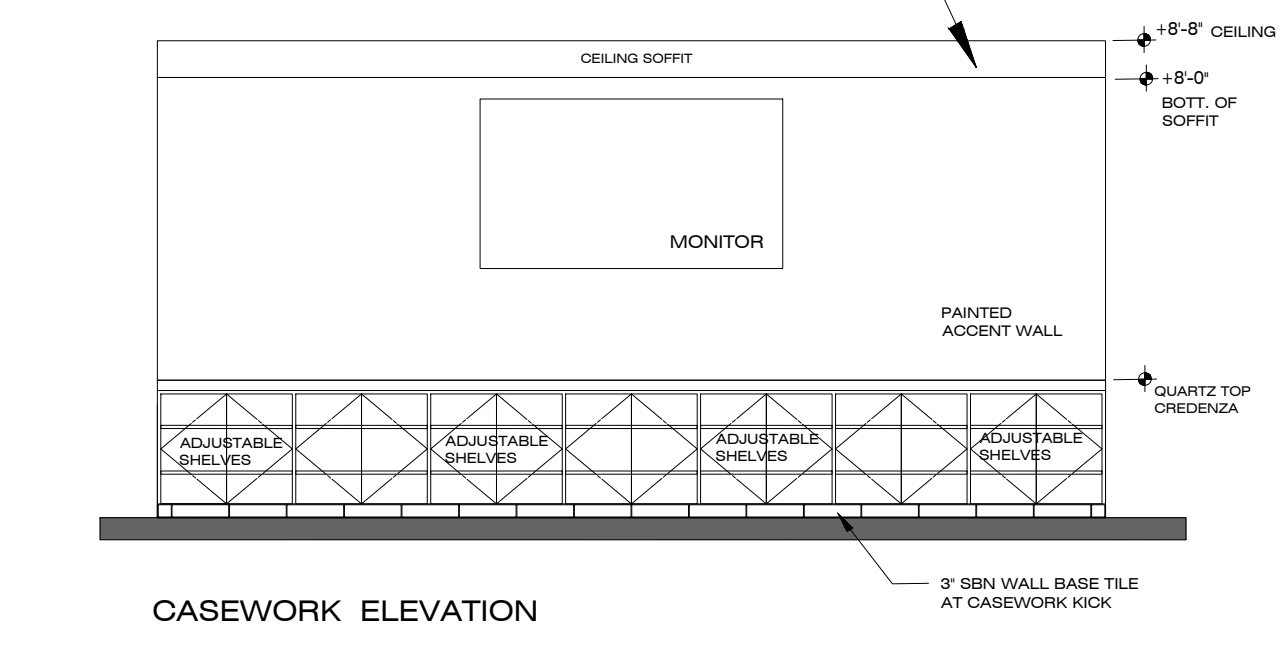 +8'-8" CEILING
CEILING SOFFIT
+8'-0"
BOTT. OF
SOFFIT
MONITOR
PAINTED
ACCENT WALL
QUARTZ TOP
CREDENZA
ADJUSTABLE
SHELVES
ADJUSTABLE
SHELVES
ADJUSTABLE
SHELVES
ADJUSTABLE
SHELVES
3" SBN WALL BASE TILE
AT CASEWORK KICK
CASEWORK ELEVATION